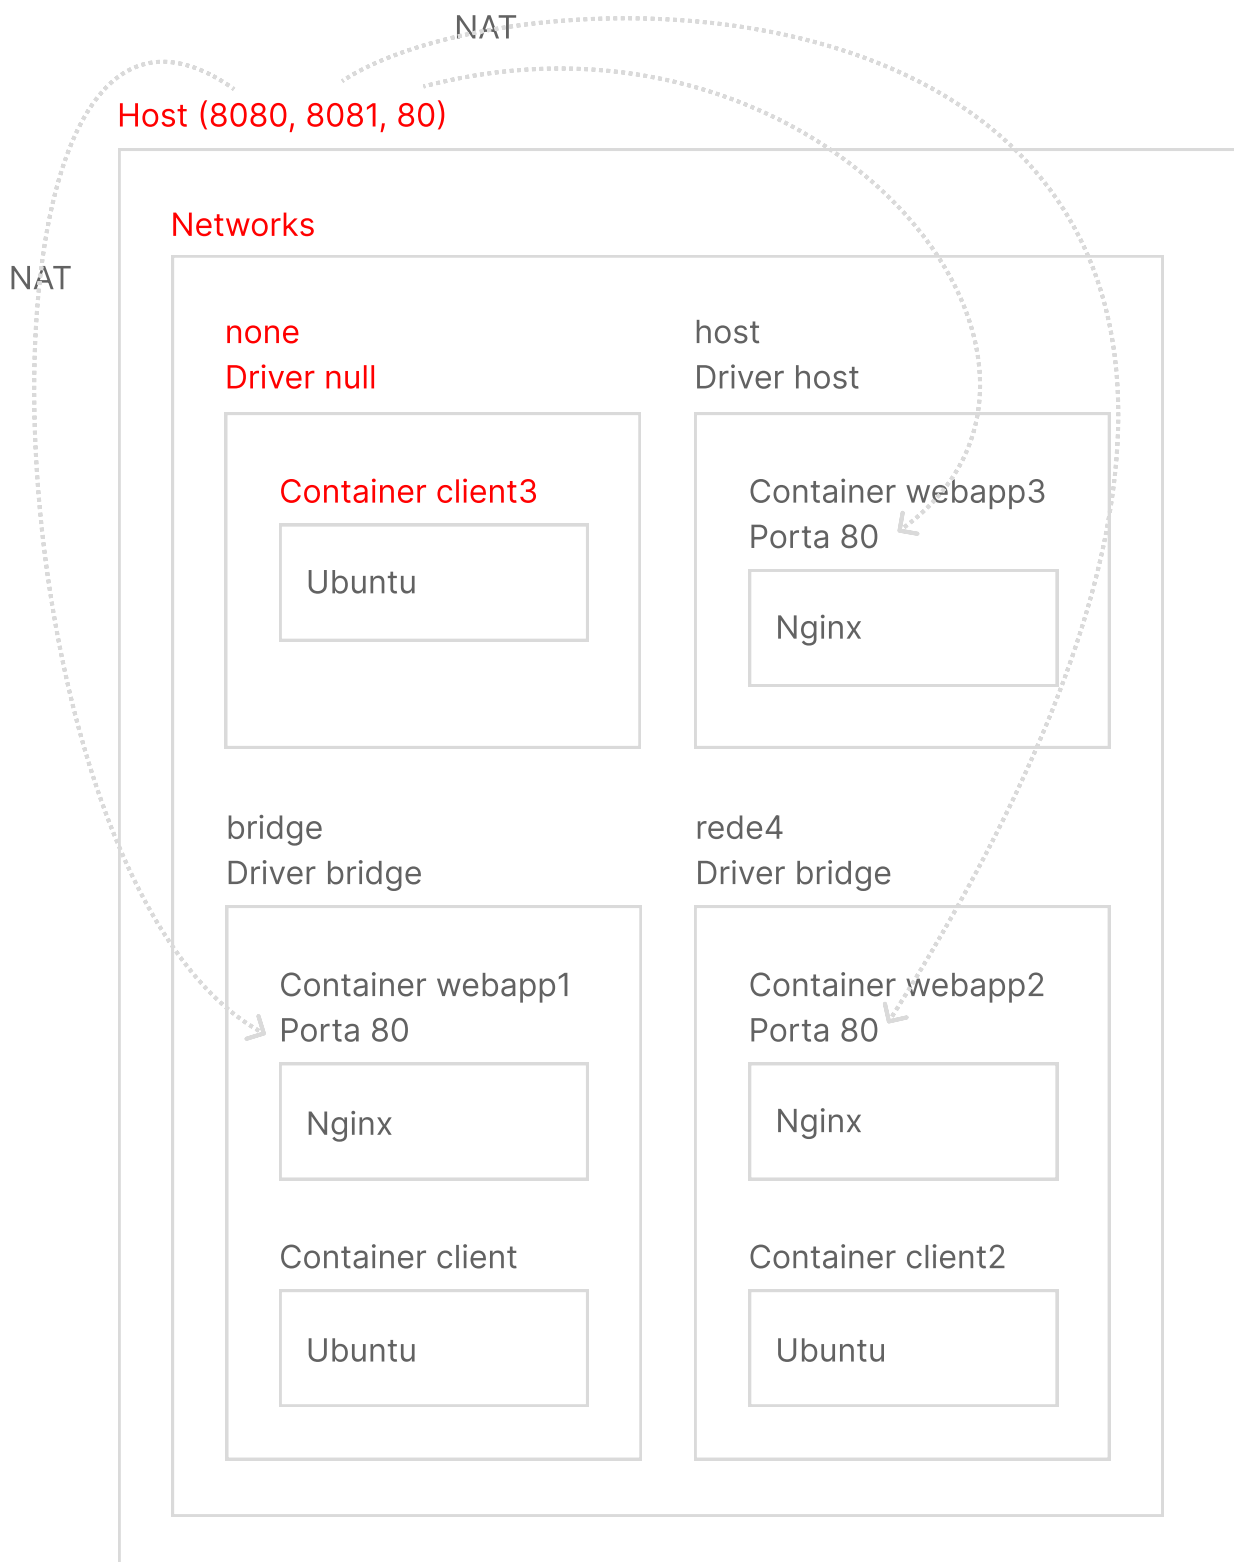 NAT
Host (8080, 8081, 80)
Networks
NAT
none
Driver null
host
Driver host
Container client3
Ubuntu
Container webapp3
Porta 80
Nginx
bridge
Driver bridge
rede4
Driver bridge
Container webapp1
Porta 80
Nginx
Container client
Ubuntu
Container webapp2
Porta 80
Nginx
Container client2
Ubuntu